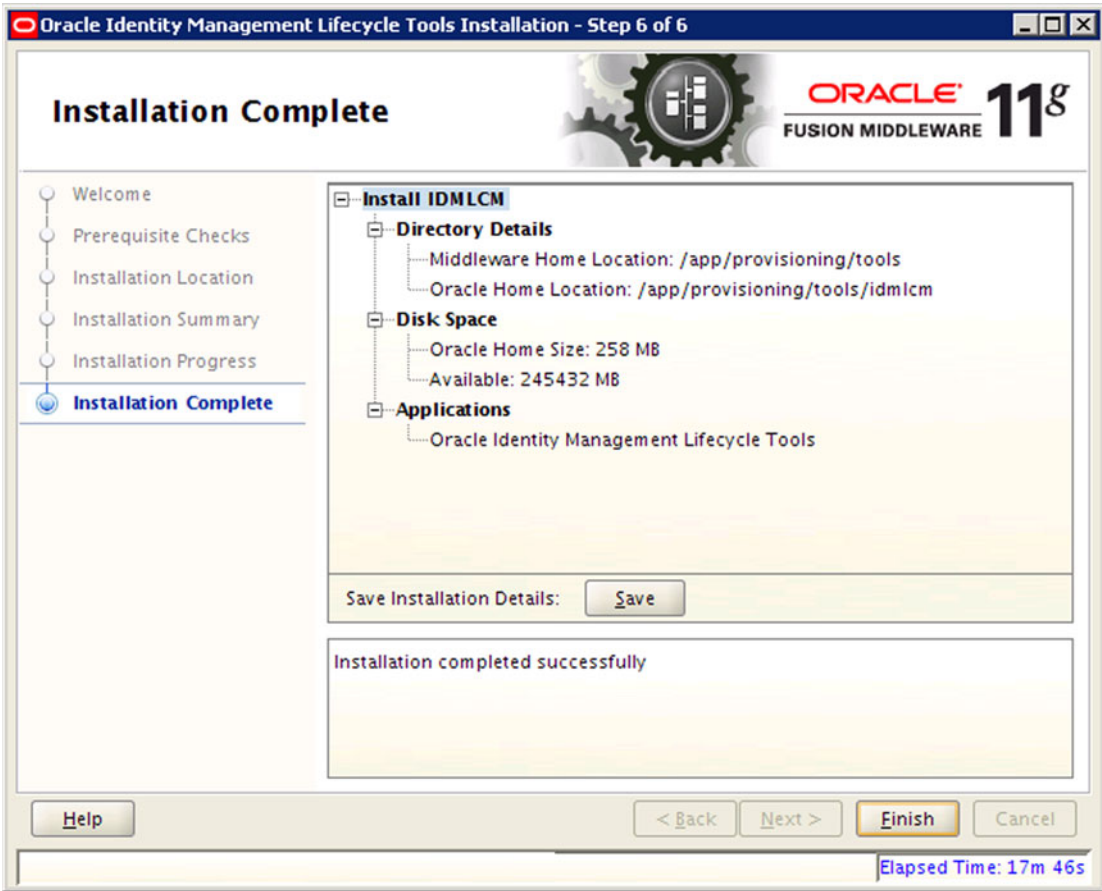 Oracle Identity Management Lifecycle Tools Installation - Step 6 of 6
Installation Complete
ORACLE®
FUSION MIDDLEWARE
11g
Welcome
Prerequisite Checks
Installation Location
Installation Summary
Installation Progress
Installation Complete
Install IDMLCM
Directory Details
Middleware Home Location: /app/provisioning/tools
Oracle Home Location: /app/provisioning/tools/idmlcm
Disk Space
Oracle Home Size: 258 MB
Available: 245432 MB
Applications
Oracle Identity Management Lifecycle Tools
Save Installation Details: Save
Installation completed successfully
Help < Back Next > Finish Cancel
Elapsed Time: 17m 46s